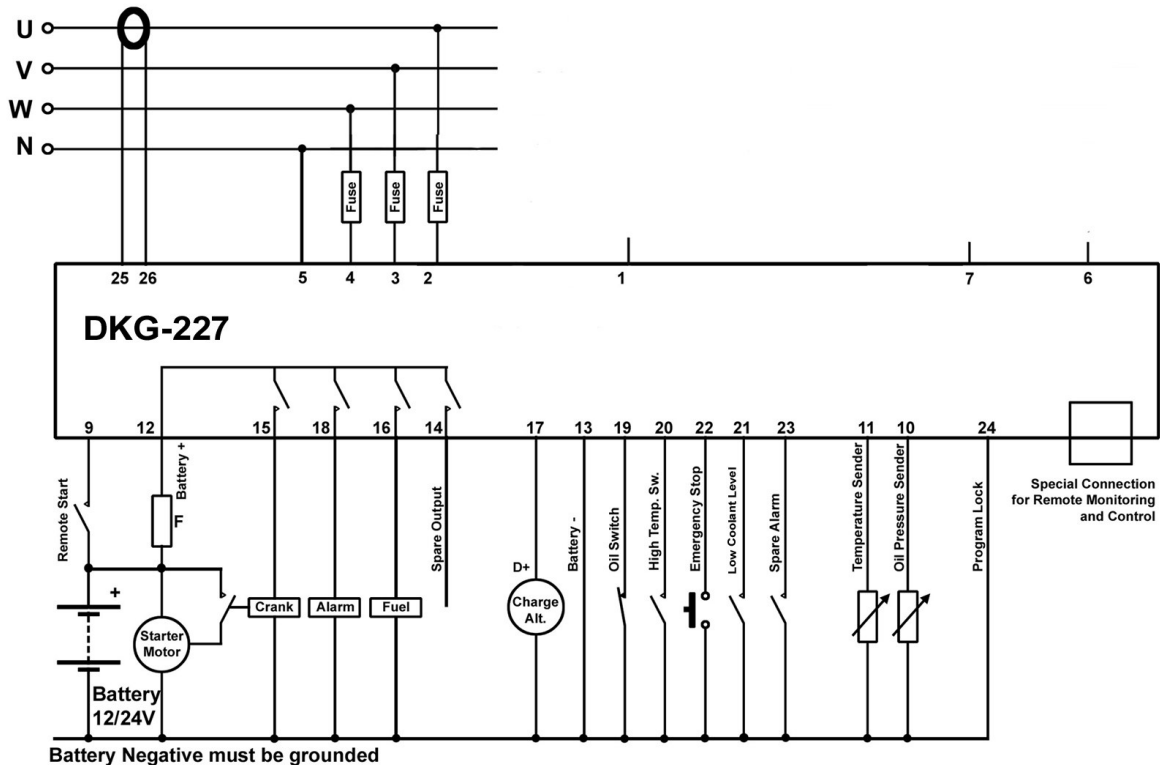 U
V
W
N
Fuse
Fuse
Fuse
25 26 5 4 3 2 1 7 6
DKG-227
9 12 15 18 16 14 17 13 19 20 22 21 23 11 10 24
Remote Start
Battery +
F
Spare Output
D+
Battery -
Oil Switch
High Temp. Sw.
Emergency Stop
Low Coolant Level
Spare Alarm
Temperature Sender
Oil Pressure Sender
Program Lock
Special Connection
for Remote Monitoring
and Control
+
Crank
Alarm
Fuel
Charge
Alt.
Starter
Motor
Battery
12/24V
Battery Negative must be grounded